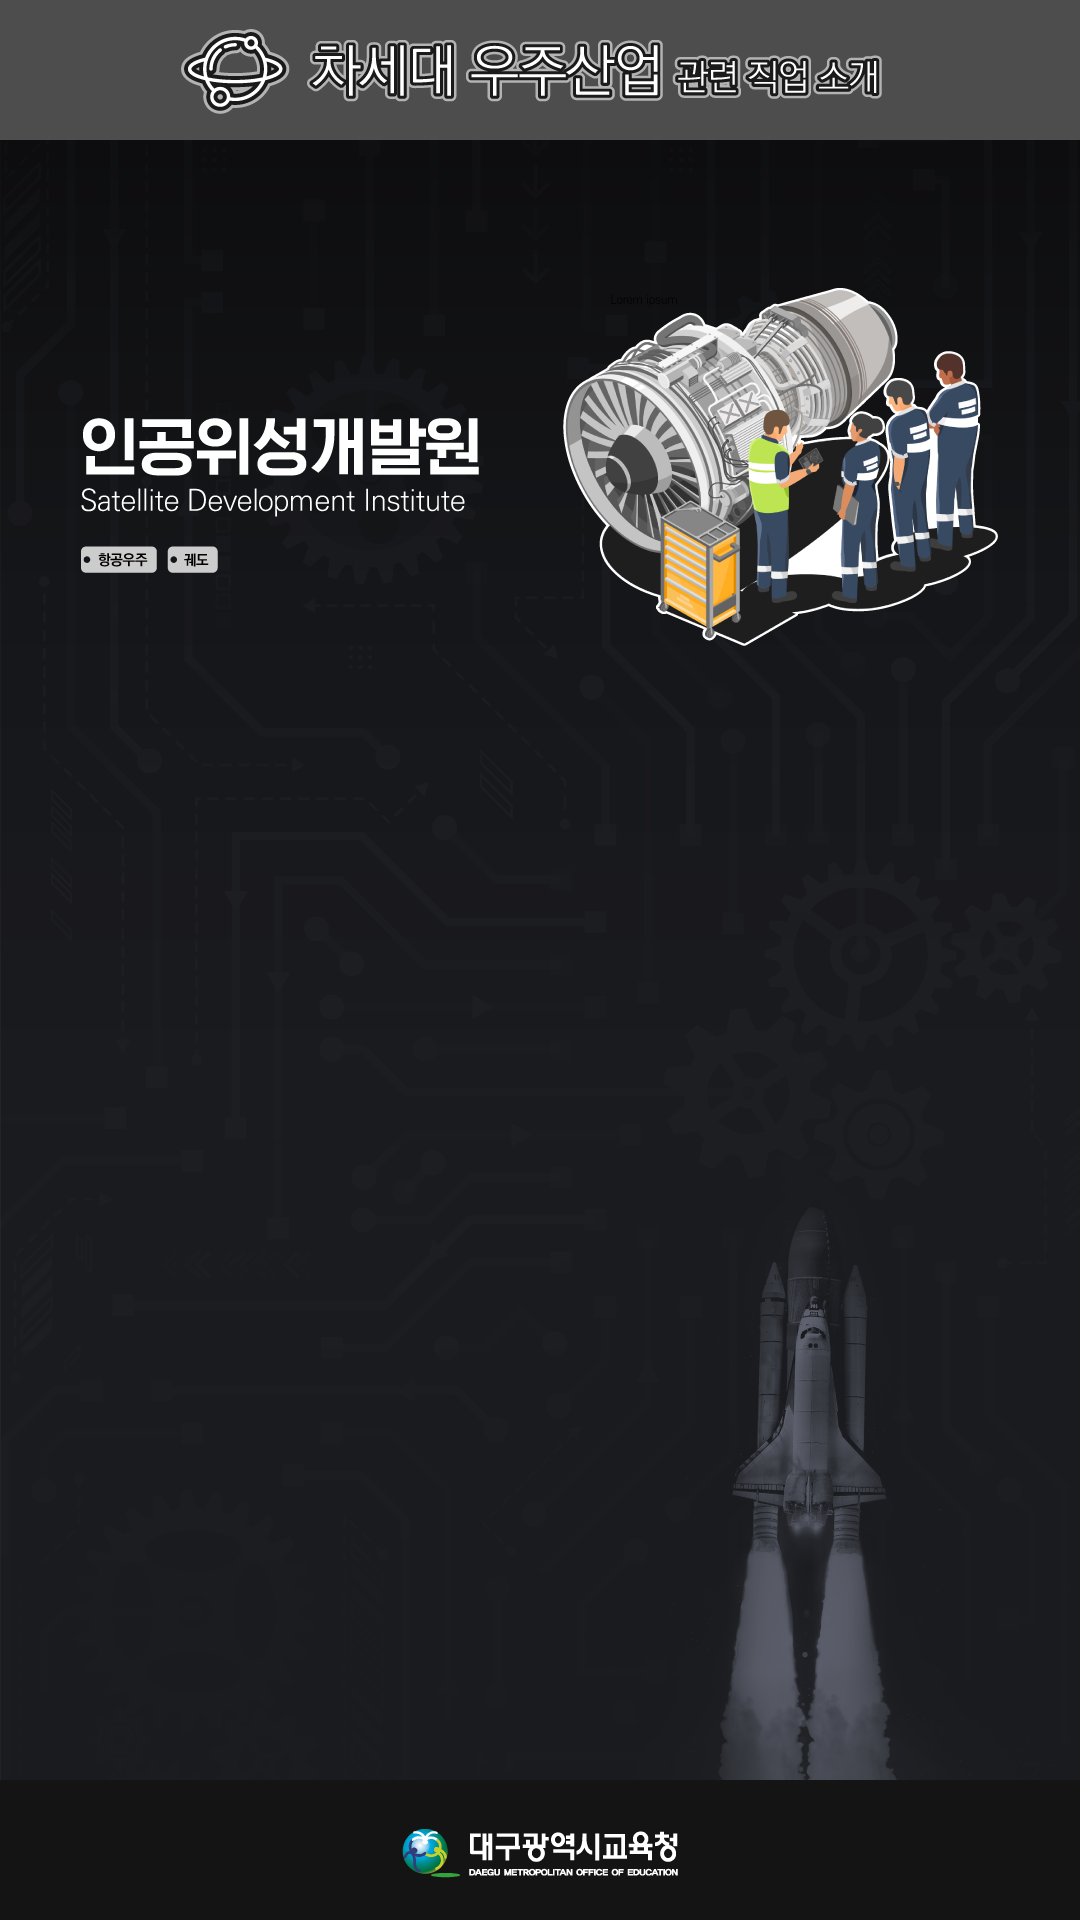 차세대 우주산업 관련 직업 소개
Lorem ipsum
인공위성개발원
Satellite Development Institute
• 항공우주 • 궤도
대구광역시교육청
DAEGU METROPOLITAN OFFICE OF EDUCATION